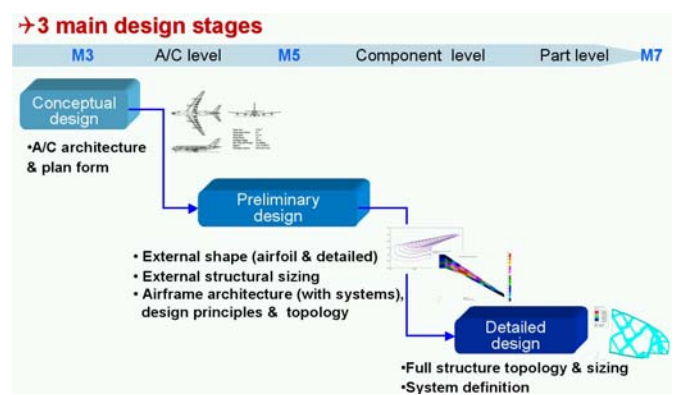 3 main design stages
M3 A/C level M5 Component level Part level M7
Conceptual
design
•A/C architecture
& plan form
Preliminary
design
• External shape (airfoil & detailed)
• External structural sizing
• Airframe architecture (with systems),
design principles & topology
Detailed
design
•Full structure topology & sizing
•System definition